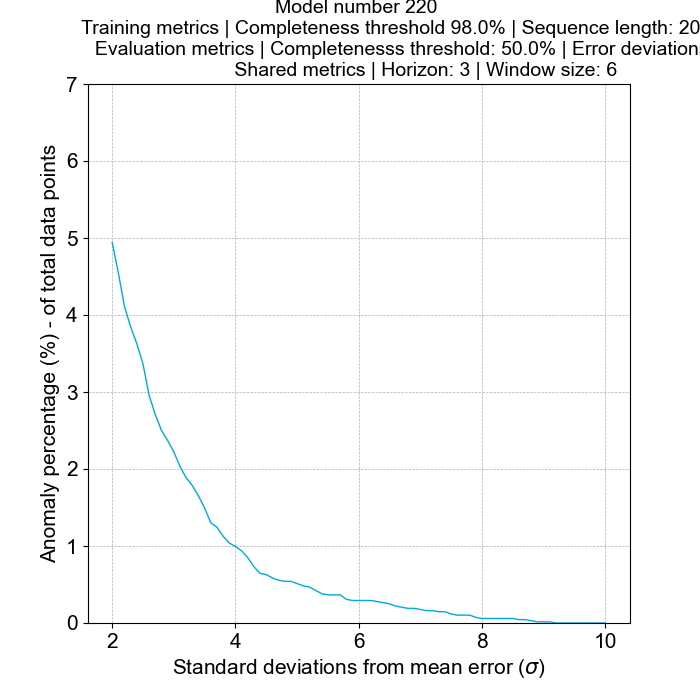 Model number 220
Training metrics | Completeness threshold 98.0% | Sequence length: 20
Evaluation metrics | Completenesss threshold: 50.0% | Error deviation
Shared metrics | Horizon: 3 | Window size: 6
7
6
5
4
3
2
1
0
Anomaly percentage (%) - of total data points
2 4 6 8 10
Standard deviations from mean error (σ)